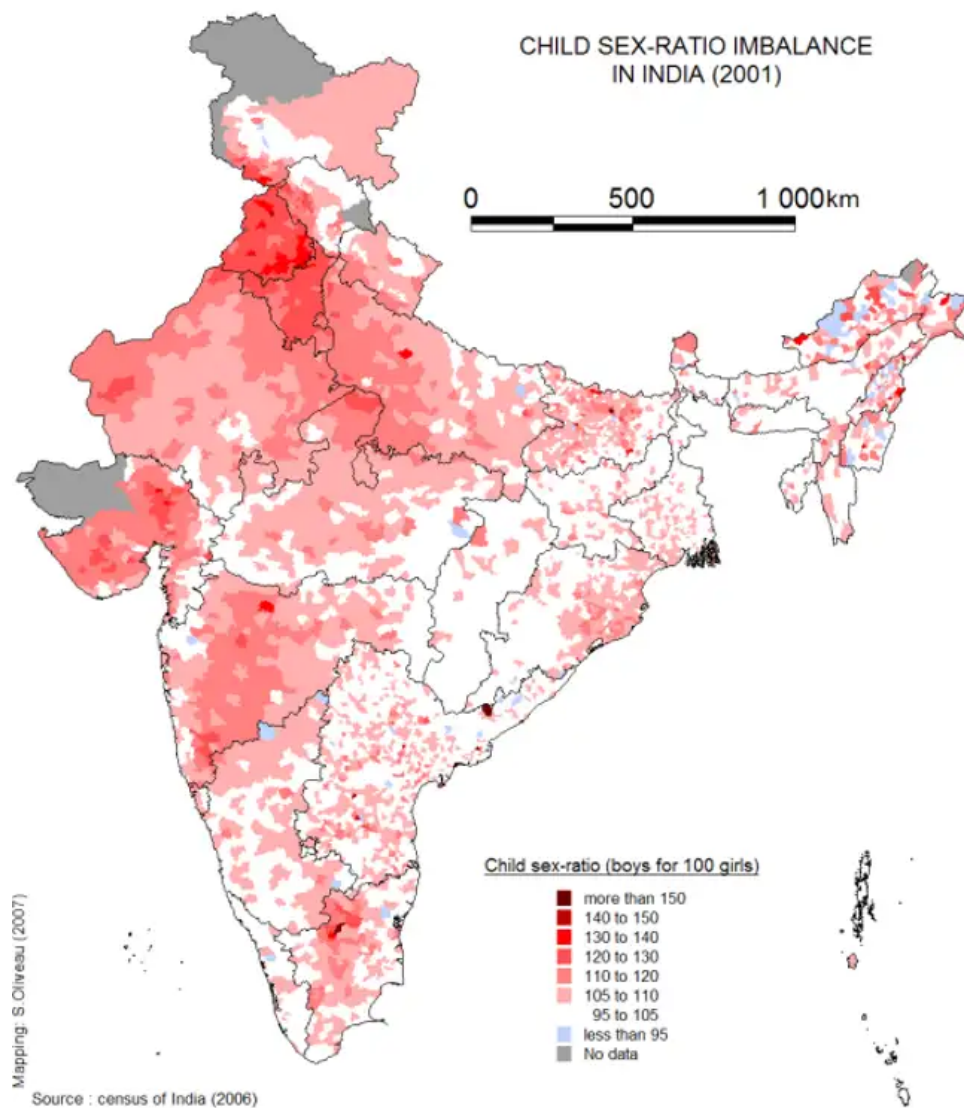 CHILD SEX-RATIO IMBALANCE
IN INDIA (2001)
0 500 1 000km
Child sex-ratio (boys for 100 girls)
more than 150
140 to 150
130 to 140
120 to 130
110 to 120
105 to 110
95 to 105
less than 95
No data
Mapping: S.Oliveau (2007)
Source : census of India (2006)